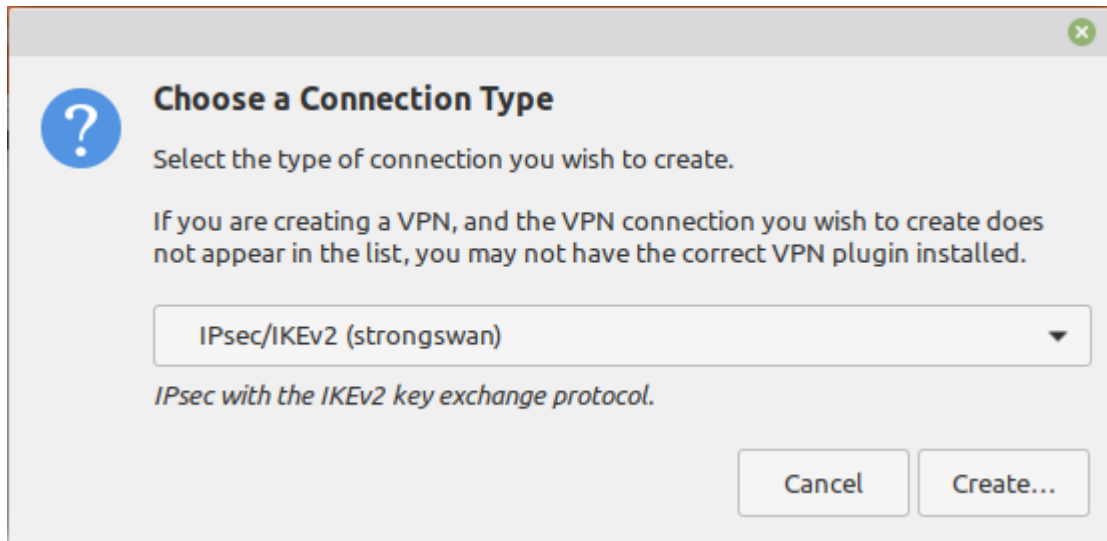 Choose a Connection Type
Select the type of connection you wish to create.
If you are creating a VPN, and the VPN connection you wish to create does
not appear in the list, you may not have the correct VPN plugin installed.
IPsec/IKEv2 (strongswan)
IPsec with the IKEv2 key exchange protocol.
Cancel
Create...